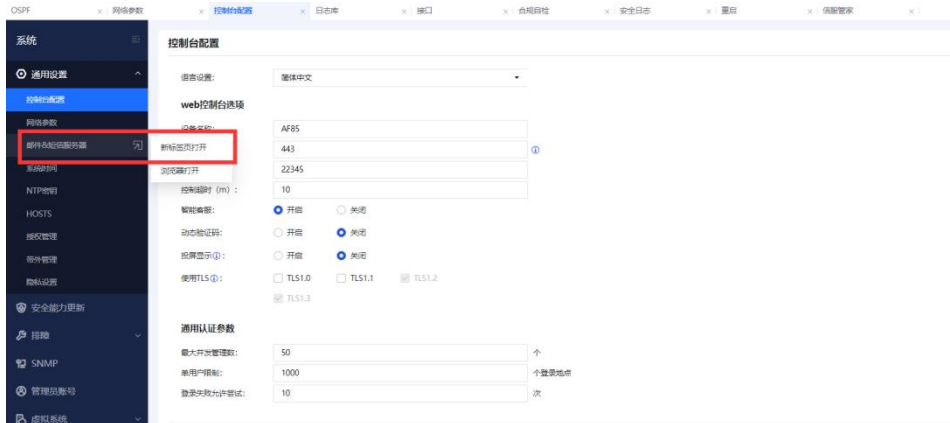 OSPF × 网络参数 × 控制台配置 × 日志库 × 接口 × 合规自检 × 安全日志 × 重启 × 信服管家 ×
系统
通用设置
控制台配置
网络参数
邮件&短信服务器
系统时间
NTP密钥
HOSTS
授权管理
带外管理
隐私设置
安全能力更新
排障
SNMP
管理员账号
虚拟系统
新标签页打开
浏览器打开
控制台配置
语言设置: 简体中文
web控制台选项
设备名称: AF85
443
22345
控制超时（m）: 10
智能客服: 开启 关闭
动态验证码: 开启 关闭
投屏显示: 开启 关闭
使用TLS: TLS1.0 TLS1.1 TLS1.2
TLS1.3
通用认证参数
最大并发管理数: 50 个
单用户限制: 1000 个登录地点
登录失败允许尝试: 10 次